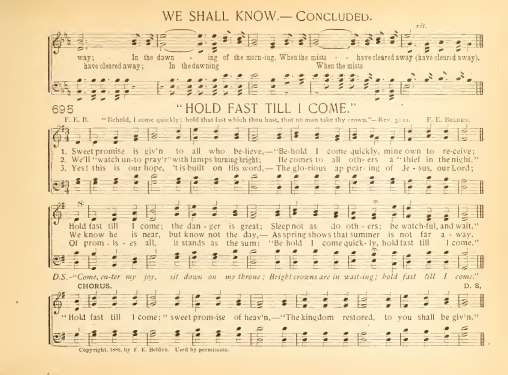 WE SHALL KNOW.—CONCLUDED.
rit.
way; In the dawn - ing of the morn-ing, When the mists - - have cleared away (have cleared away).
have cleared away; In the dawning When the mists
695 "HOLD FAST TILL I COME."
F. E. B. "Behold, I come quickly; hold that fast which thou hast, that no man take thy crown."—Rev. 3:11. F. E. BELDEN.
1. Sweet promise is giv'n to all who be-lieve,—"Be-hold I come quickly, mine own to re-ceive;
2. We'll "watch un-to pray'r" with lamps burning bright; He comes to all oth-ers a "thief in the night."
3. Yes! this is our hope, 'tis built on His word,— The glo-rious ap-pear-ing of Je-sus, our Lord;
Hold fast till I come; the dan-ger is great; Sleep not as do oth-ers; be watch-ful, and wait."
We know he is near, but know not the day,— As spring shows that summer is not far a-way,
Of prom-is-es all, it stands as the sum: "Be-hold I come quick-ly, hold fast till I come."
D.S.-"Come, en-ter my joy, sit down on my throne; Bright crowns are in wait-ing; hold fast till I come."
CHORUS. D. S,
"Hold fast till I come;" sweet prom-ise of heav'n,—"The kingdom restored, to you shall be giv'n."
Copyright, 1886, by F. E. Belden. Used by permission.